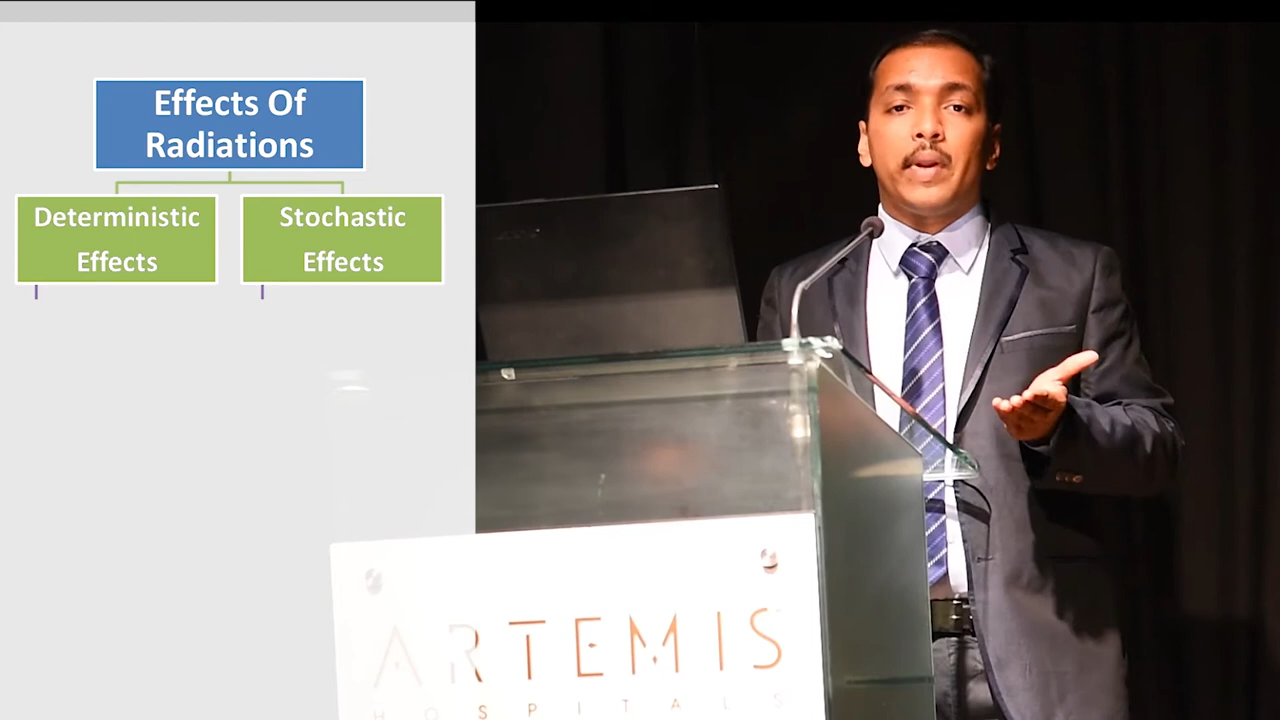 Effects Of
Radiations
Deterministic
Effects
Stochastic
Effects
ARTEMIS
HOSPITALS